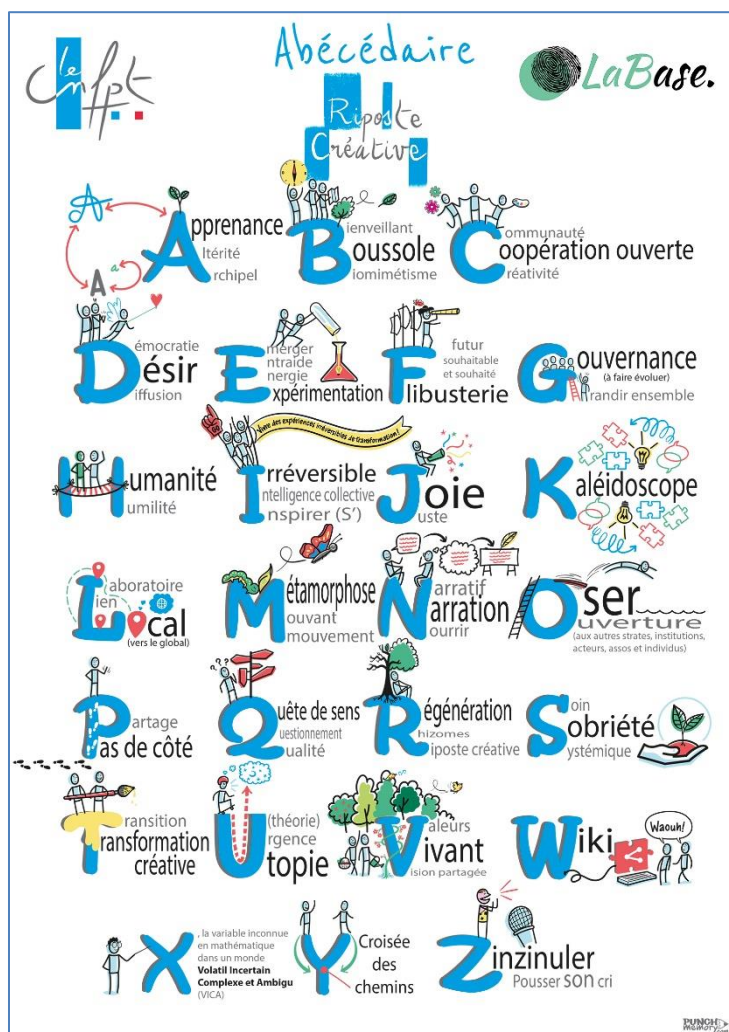 le cnfpt
Abécédaire
LaBase.
Riposte
Créative
A
A a
Apprenance
Altérité
Archipel
Bienveillant
Boussole
Biomimétisme
Communauté
Coopération ouverte
Créativité
Démocratie
Désir
Diffusion
Emerger
Entraide
Energie
Expérimentation
futur
souhaitable
et souhaité
Flibusterie
Gouvernance
(à faire évoluer)
Grandir ensemble
Humanité
Humilité
Vivre des expériences irréversibles de transformation !
Irréversible
Intelligence collective
Inspirer (S')
Joie
Juste
Kaléidoscope
Laboratoire
Lien
Local
(vers le global)
Métamorphose
Mouvant
mouvement
Narratif
Narration
Nourrir
Oser
Ouverture
(aux autres strates, institutions,
acteurs, assos et individus)
Partage
Pas de côté
Quête de sens
Questionnement
Qualité
Régénération
Rhizomes
Riposte créative
Soin
Sobriété
Systémique
Transition
Transformation
créative
U (théorie)
Urgence
Utopie
Valeurs
Vivant
Vision partagée
Wiki
Waouh!
X, la variable inconnue
en mathématique
dans un monde
Volatil Incertain
Complexe et Ambigu
(VICA)
Y
Croisée
des
chemins
Zinzinuler
Pousser son cri
PUNCH
Memory